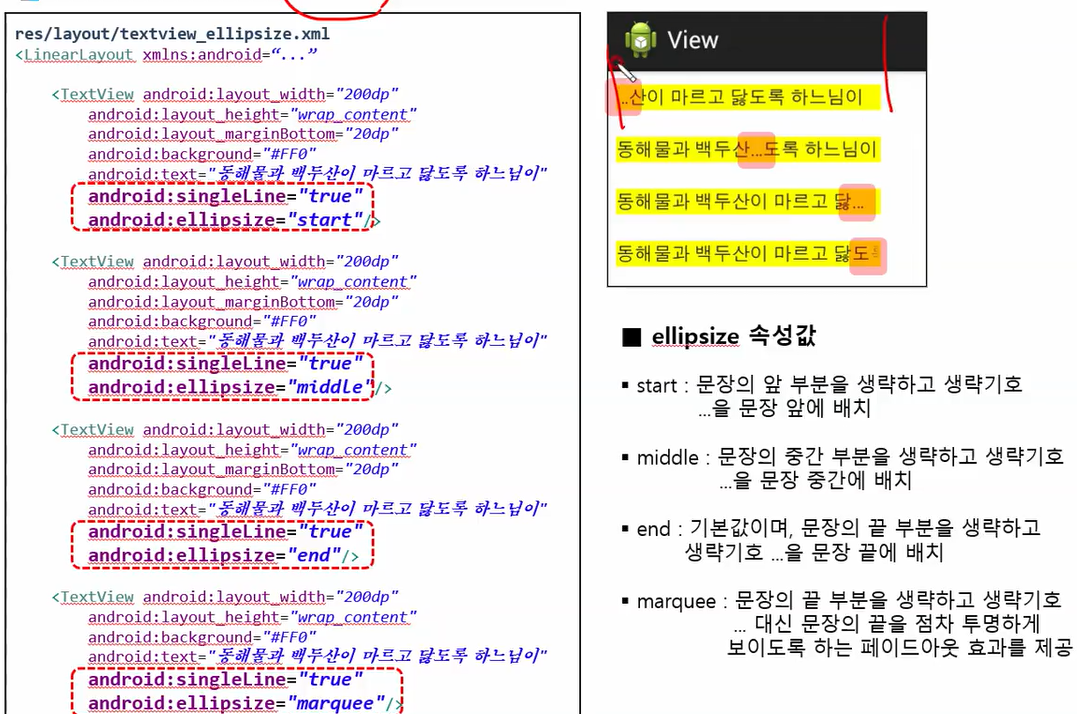 res/layout/textview_ellipsize.xml
<LinearLayout xmlns:android=“...”
<TextView android:layout_width="200dp"
android:layout_height="wrap_content"
android:layout_marginBottom="20dp"
android:background="#FF0"
android:text="동해물과 백두산이 마르고 닳도록 하느님이"
android:singleLine="true"
android:ellipsize="start"/>
<TextView android:layout_width="200dp"
android:layout_height="wrap_content"
android:layout_marginBottom="20dp"
android:background="#FF0"
android:text="동해물과 백두산이 마르고 닳도록 하느님이"
android:singleLine="true"
android:ellipsize="middle"/>
<TextView android:layout_width="200dp"
android:layout_height="wrap_content"
android:layout_marginBottom="20dp"
android:background="#FF0"
android:text="동해물과 백두산이 마르고 닳도록 하느님이"
android:singleLine="true"
android:ellipsize="end"/>
<TextView android:layout_width="200dp"
android:layout_height="wrap_content"
android:background="#FF0"
android:text="동해물과 백두산이 마르고 닳도록 하느님이"
android:singleLine="true"
android:ellipsize="marquee"/>
View
...산이 마르고 닳도록 하느님이
동해물과 백두산...도록 하느님이
동해물과 백두산이 마르고 닳...
동해물과 백두산이 마르고 닳도록
■ ellipsize 속성값
▪ start : 문장의 앞 부분을 생략하고 생략기호
...을 문장 앞에 배치
▪ middle : 문장의 중간 부분을 생략하고 생략기호
...을 문장 중간에 배치
▪ end : 기본값이며, 문장의 끝 부분을 생략하고
생략기호 ...을 문장 끝에 배치
▪ marquee : 문장의 끝 부분을 생략하고 생략기호
... 대신 문장의 끝을 점차 투명하게
보이도록 하는 페이드아웃 효과를 제공